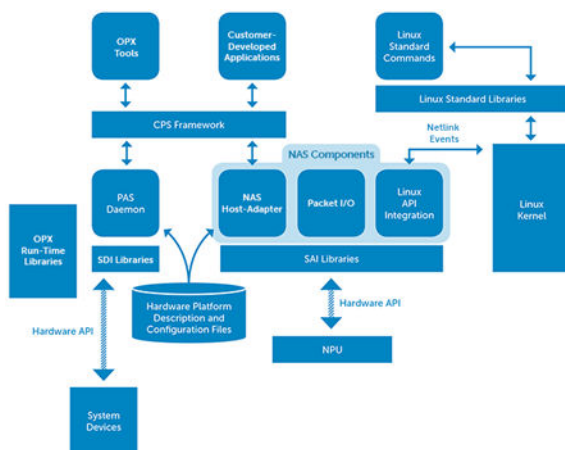 OPX
Tools
Customer-
Developed
Applications
Linux
Standard
Commands
CPS Framework
Linux Standard Libraries
Netlink
Events
NAS Components
PAS
Daemon
NAS
Host-Adapter
Packet I/O
Linux
API
Integration
Linux
Kernel
OPX
Run-Time
Libraries
SDI Libraries
SAI Libraries
Hardware Platform
Description and
Configuration Files
Hardware API
Hardware API
NPU
System
Devices